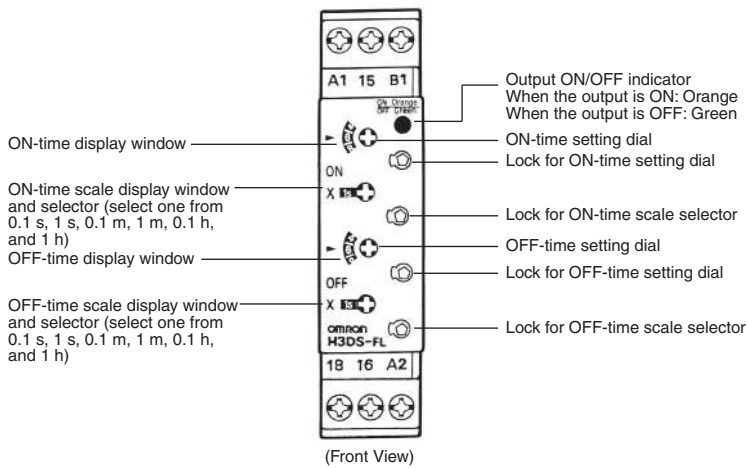 A1 15 B1
ON Orange
OFF Green
ON
X 1s
OFF
X 1s
OMRON
H3DS-FL
18 16 A2
ON-time display window
ON-time scale display window
and selector (select one from
0.1 s, 1 s, 0.1 m, 1 m, 0.1 h,
and 1 h)
OFF-time display window
OFF-time scale display window
and selector (select one from
0.1 s, 1 s, 0.1 m, 1 m, 0.1 h,
and 1 h)
Output ON/OFF indicator
When the output is ON: Orange
When the output is OFF: Green
ON-time setting dial
Lock for ON-time setting dial
Lock for ON-time scale selector
OFF-time setting dial
Lock for OFF-time setting dial
Lock for OFF-time scale selector
(Front View)